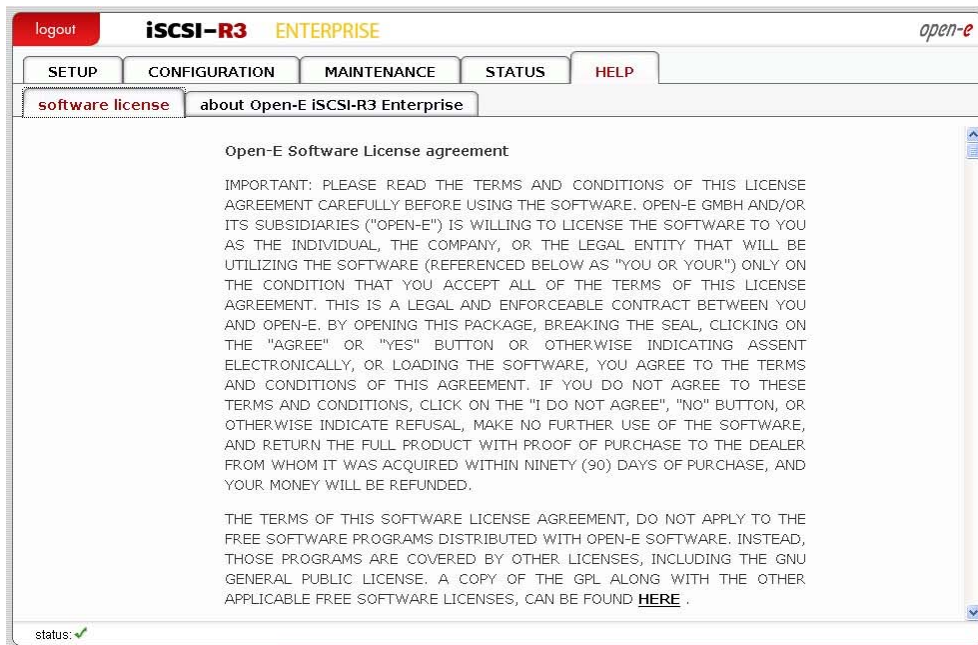 logout
iSCSI-R3 ENTERPRISE
open-e
SETUP
CONFIGURATION
MAINTENANCE
STATUS
HELP
software license
about Open-E iSCSI-R3 Enterprise
Open-E Software License agreement
IMPORTANT: PLEASE READ THE TERMS AND CONDITIONS OF THIS LICENSE
AGREEMENT CAREFULLY BEFORE USING THE SOFTWARE. OPEN-E GMBH AND/OR
ITS SUBSIDIARIES ("OPEN-E") IS WILLING TO LICENSE THE SOFTWARE TO YOU
AS THE INDIVIDUAL, THE COMPANY, OR THE LEGAL ENTITY THAT WILL BE
UTILIZING THE SOFTWARE (REFERENCED BELOW AS "YOU OR YOUR") ONLY ON
THE CONDITION THAT YOU ACCEPT ALL OF THE TERMS OF THIS LICENSE
AGREEMENT. THIS IS A LEGAL AND ENFORCEABLE CONTRACT BETWEEN YOU
AND OPEN-E. BY OPENING THIS PACKAGE, BREAKING THE SEAL, CLICKING ON
THE "AGREE" OR "YES" BUTTON OR OTHERWISE INDICATING ASSENT
ELECTRONICALLY, OR LOADING THE SOFTWARE, YOU AGREE TO THE TERMS
AND CONDITIONS OF THIS AGREEMENT. IF YOU DO NOT AGREE TO THESE
TERMS AND CONDITIONS, CLICK ON THE "I DO NOT AGREE", "NO" BUTTON, OR
OTHERWISE INDICATE REFUSAL, MAKE NO FURTHER USE OF THE SOFTWARE,
AND RETURN THE FULL PRODUCT WITH PROOF OF PURCHASE TO THE DEALER
FROM WHOM IT WAS ACQUIRED WITHIN NINETY (90) DAYS OF PURCHASE, AND
YOUR MONEY WILL BE REFUNDED.
THE TERMS OF THIS SOFTWARE LICENSE AGREEMENT, DO NOT APPLY TO THE
FREE SOFTWARE PROGRAMS DISTRIBUTED WITH OPEN-E SOFTWARE. INSTEAD,
THOSE PROGRAMS ARE COVERED BY OTHER LICENSES, INCLUDING THE GNU
GENERAL PUBLIC LICENSE. A COPY OF THE GPL ALONG WITH THE OTHER
APPLICABLE FREE SOFTWARE LICENSES, CAN BE FOUND HERE .
status: